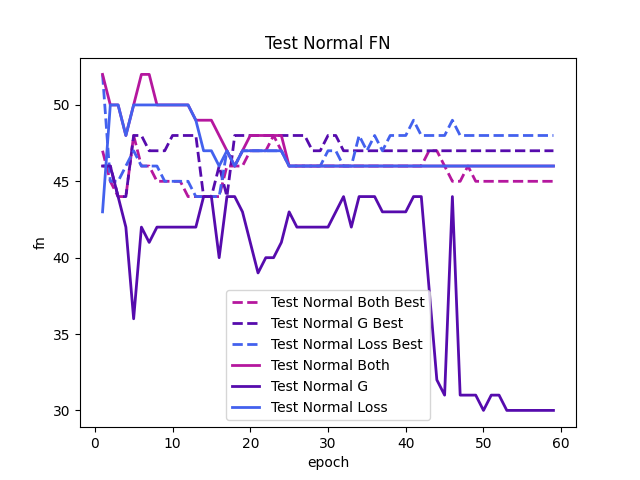 Test Normal FN
fn
50
45
40
35
30
Test Normal Both Best
Test Normal G Best
Test Normal Loss Best
Test Normal Both
Test Normal G
Test Normal Loss
0 10 20 30 40 50 60
epoch